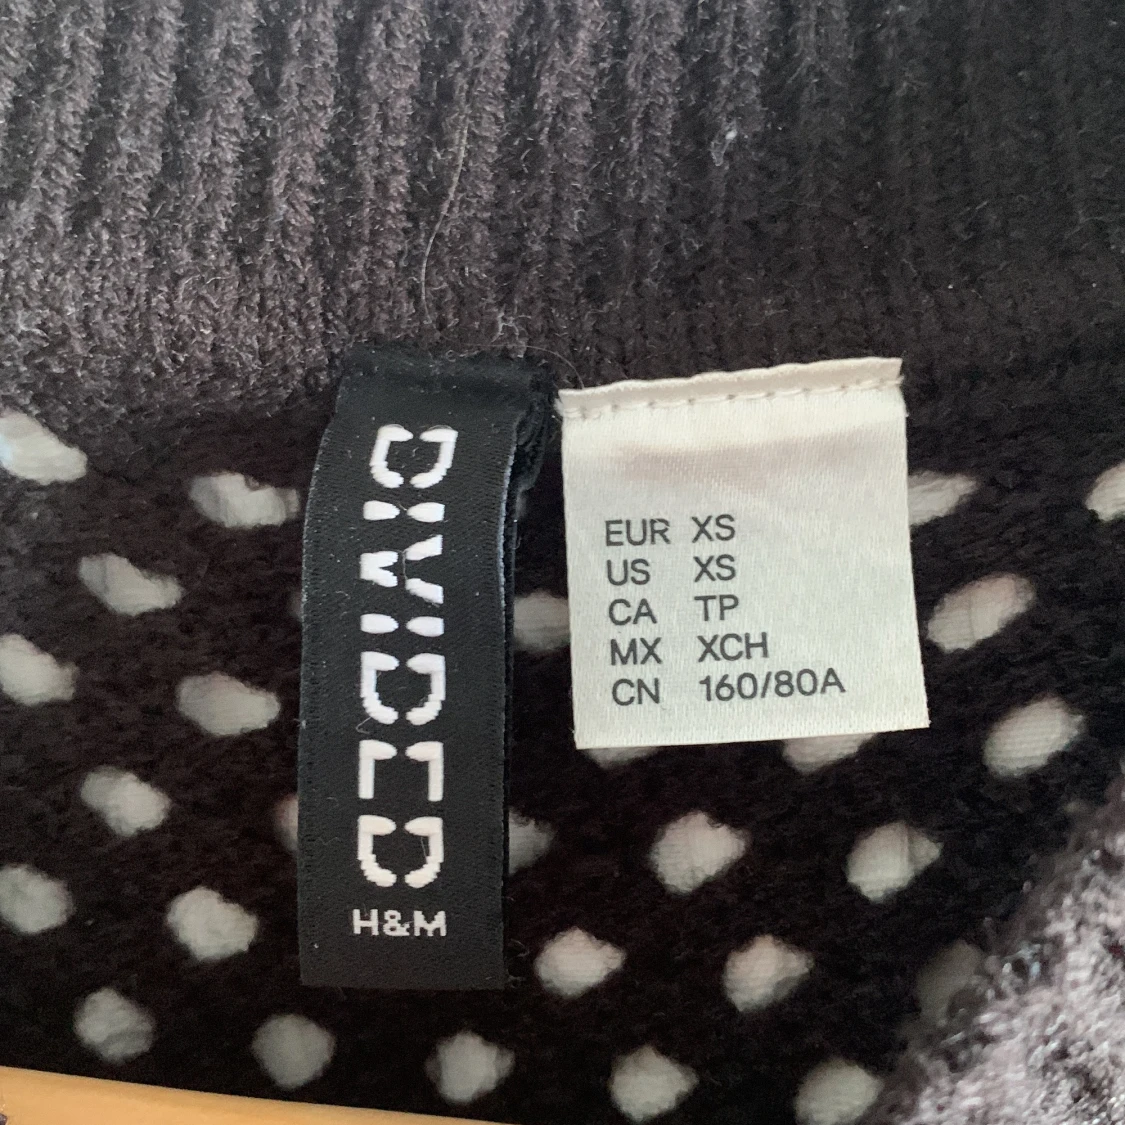 DIVIDED
H&M
EUR XS
US XS
CA TP
MX XCH
CN 160/80A